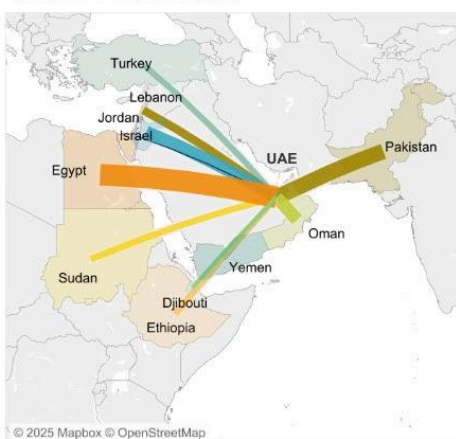 Turkey
Lebanon
Jordan
Israel
UAE
Pakistan
Egypt
Oman
Yemen
Sudan
Djibouti
Ethiopia
© 2025 Mapbox © OpenStreetMap